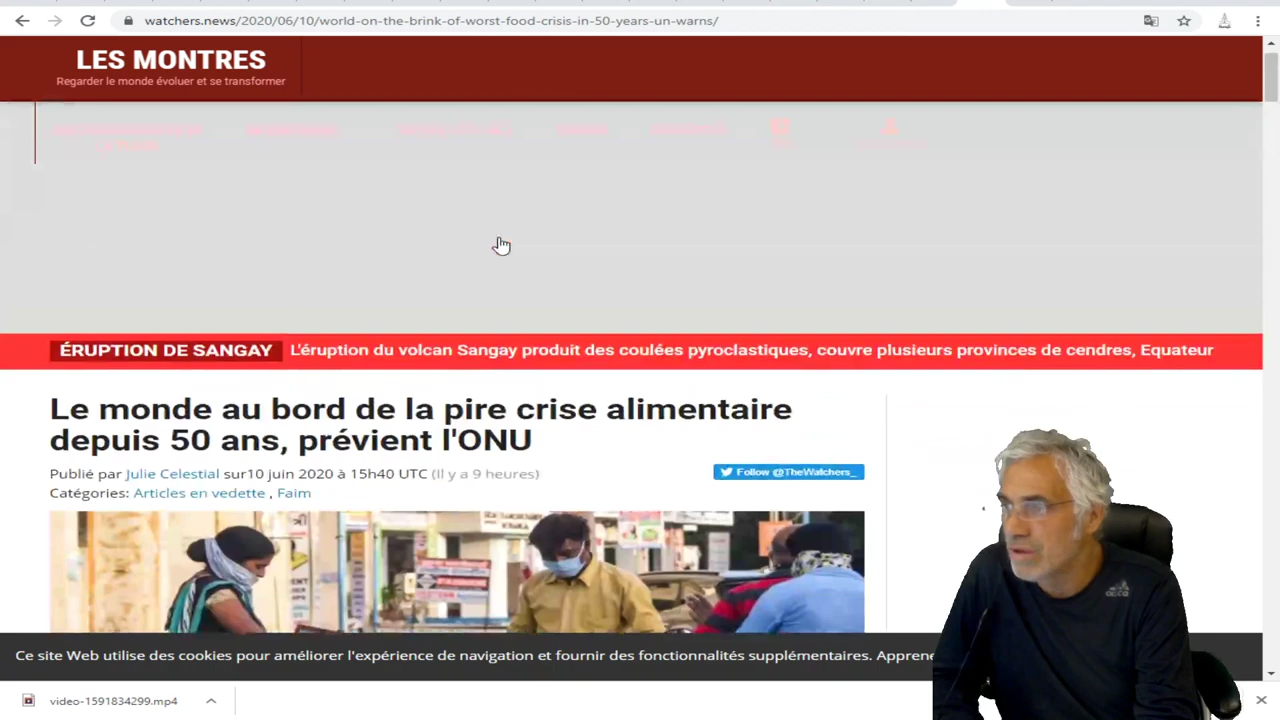 watchers.news/2020/06/10/world-on-the-brink-of-worst-food-crisis-in-50-years-un-warns/
LES MONTRES
Regarder le monde évoluer et se transformer
ÉRUPTION DE SANGAY L'éruption du volcan Sangay produit des coulées pyroclastiques, couvre plusieurs provinces de cendres, Equateur
Le monde au bord de la pire crise alimentaire
depuis 50 ans, prévient l'ONU
Publié par Julie Celestial sur10 juin 2020 à 15h40 UTC (Il y a 9 heures)
Follow @TheWatchers_
Catégories: Articles en vedette , Faim
Ce site Web utilise des cookies pour améliorer l'expérience de navigation et fournir des fonctionnalités supplémentaires.
video-1591834299.mp4